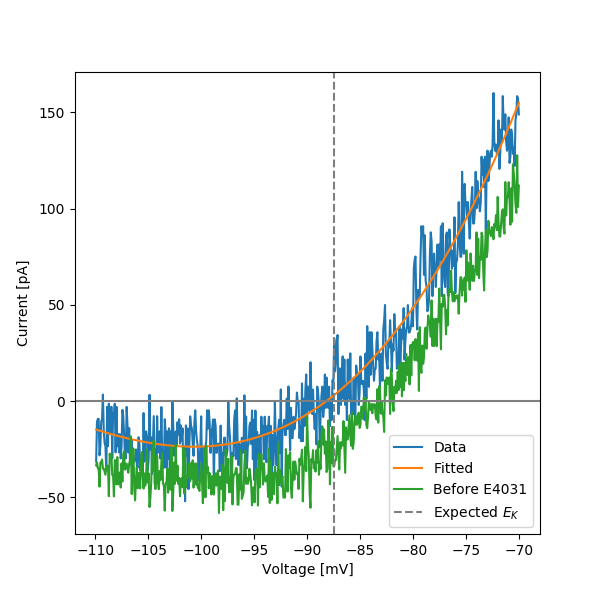 150
100
50
0
−50
Current [pA]
Data
Fitted
Before E4031
Expected $E_K$
−110 −105 −100 −95 −90 −85 −80 −75 −70
Voltage [mV]